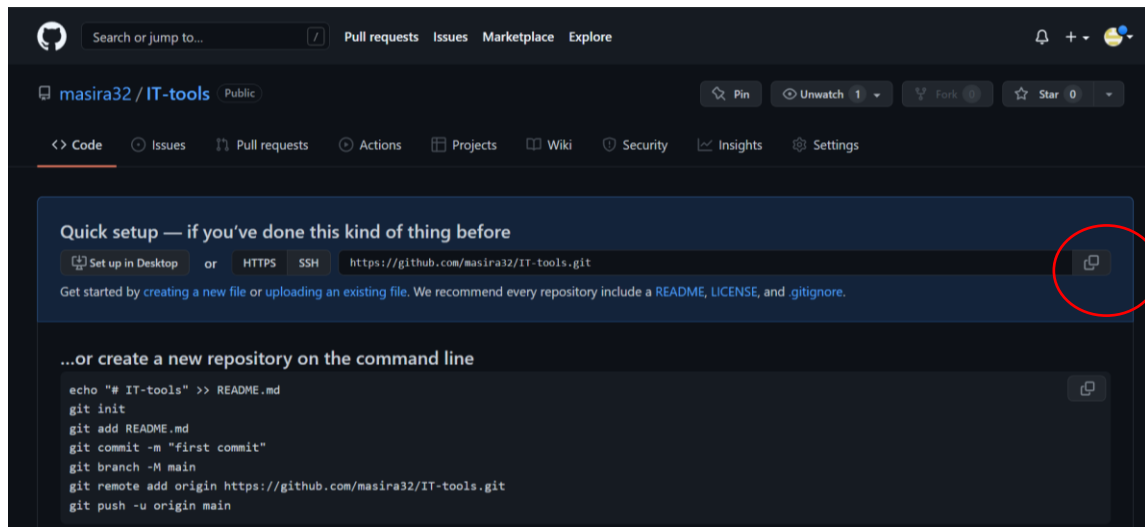 Search or jump to... / Pull requests Issues Marketplace Explore
masira32 / IT-tools Public Pin Unwatch 1 Fork 0 Star 0
<> Code Issues Pull requests Actions Projects Wiki Security Insights Settings
Quick setup — if you've done this kind of thing before
Set up in Desktop or HTTPS SSH https://github.com/masira32/IT-tools.git
Get started by creating a new file or uploading an existing file. We recommend every repository include a README, LICENSE, and .gitignore.
...or create a new repository on the command line
echo "# IT-tools" >> README.md
git init
git add README.md
git commit -m "first commit"
git branch -M main
git remote add origin https://github.com/masira32/IT-tools.git
git push -u origin main